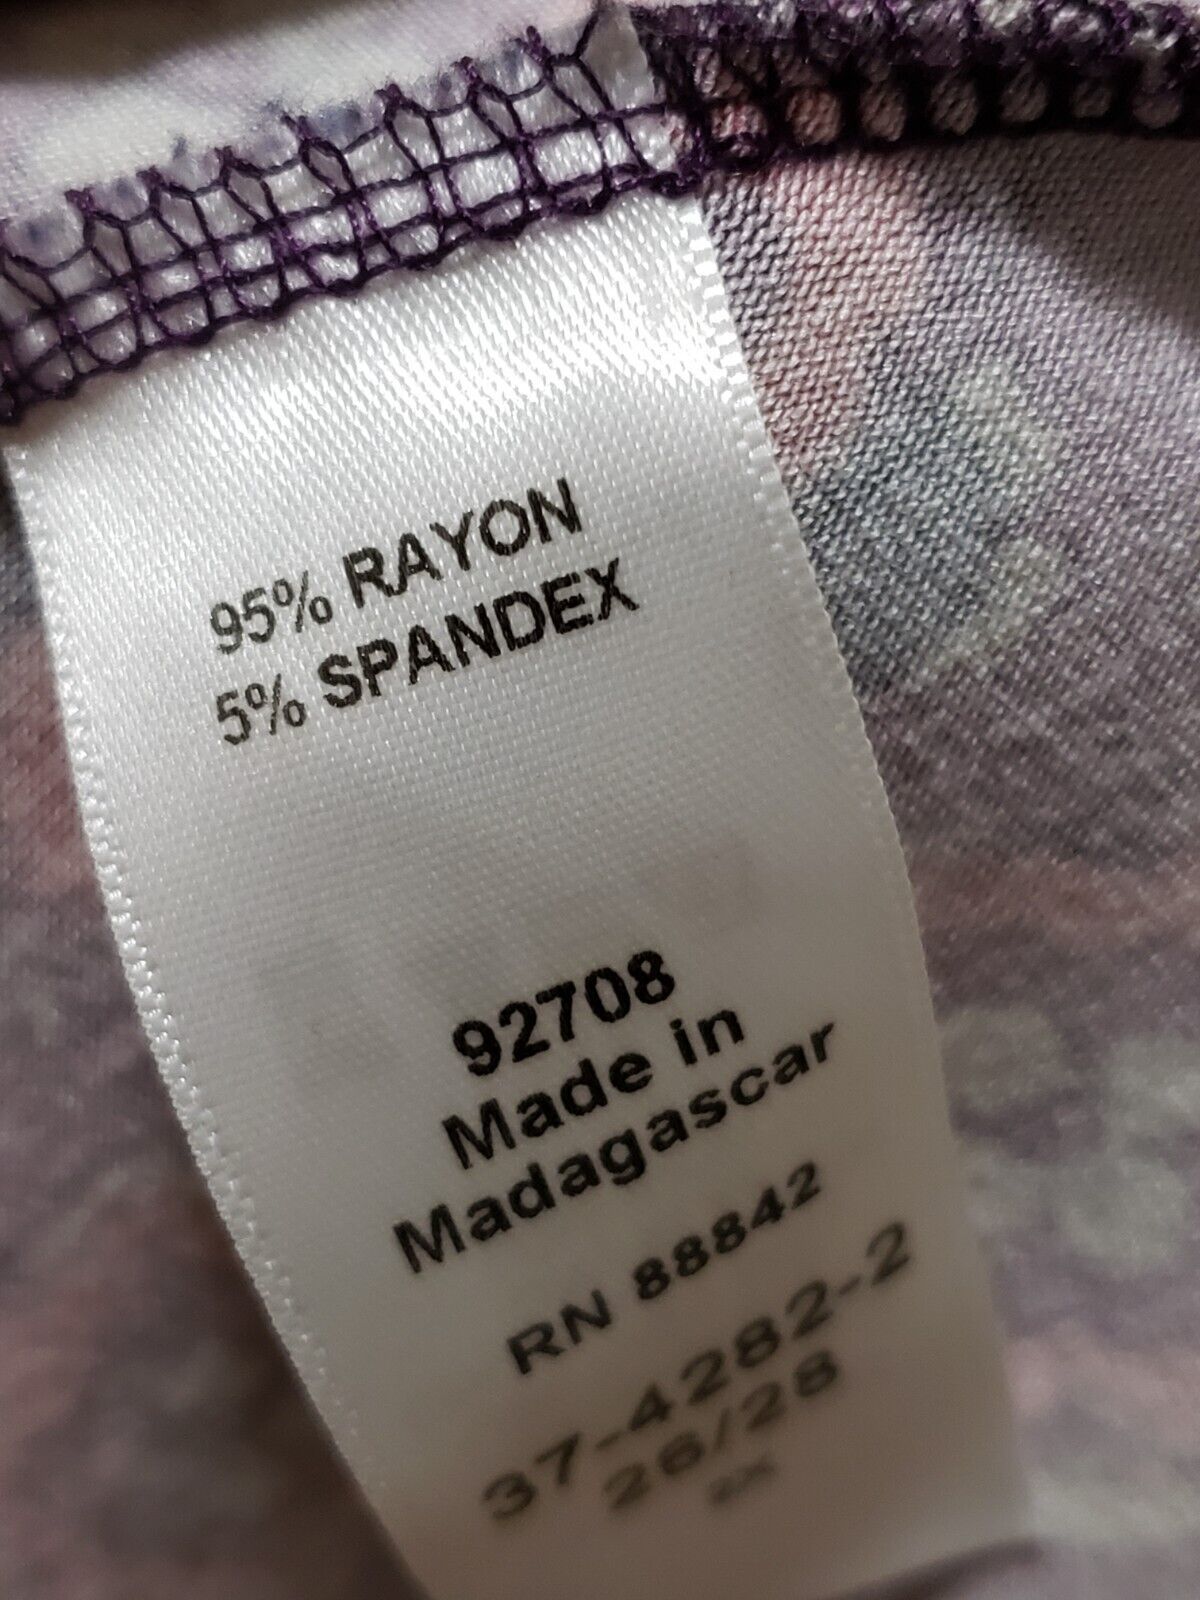 95% RAYON
5% SPANDEX
92708
Made in
Madagascar
RN 88842
37-4282-2
26/28